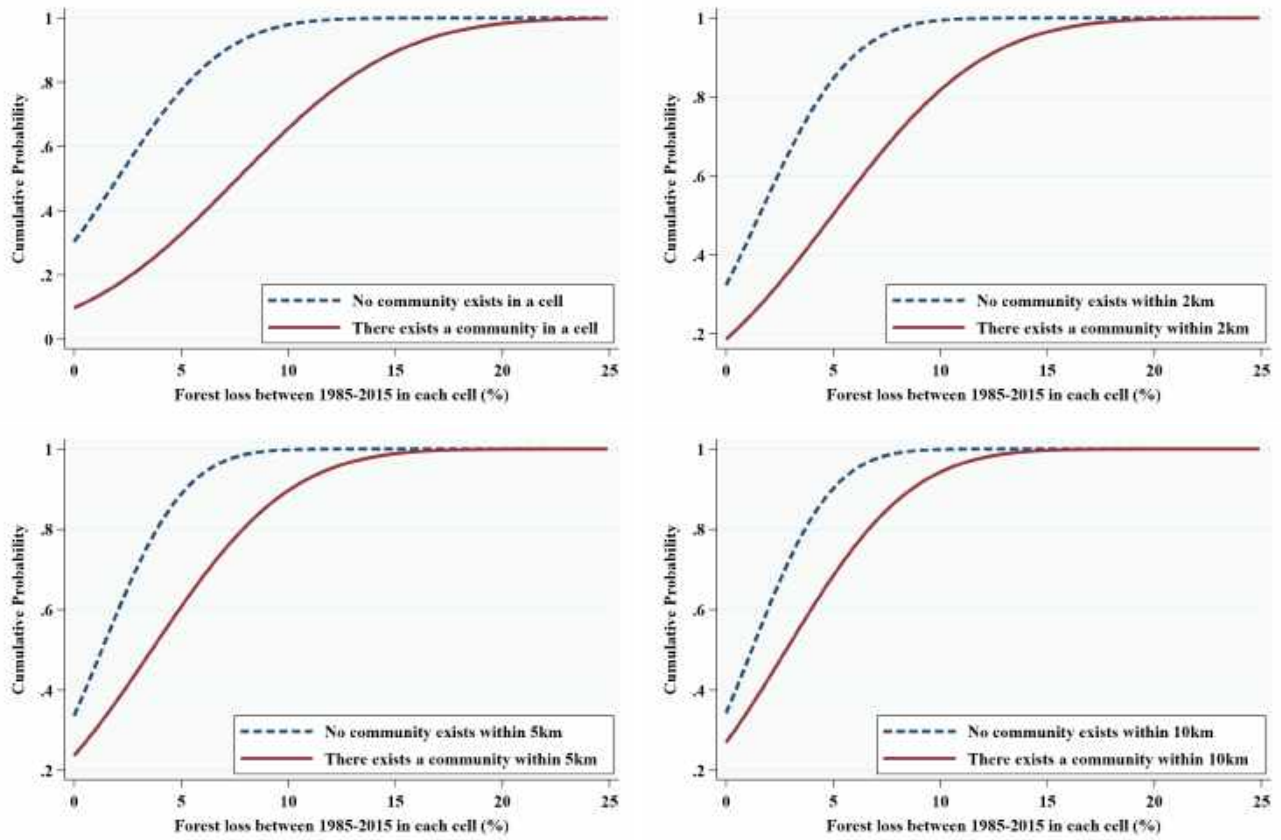 Cumulative Probability
1
.8
.6
.4
.2
0
No community exists in a cell
There exists a community in a cell
0 5 10 15 20 25
Forest loss between 1985-2015 in each cell (%)
Cumulative Probability
1
.8
.6
.4
.2
No community exists within 2km
There exists a community within 2km
0 5 10 15 20 25
Forest loss between 1985-2015 in each cell (%)
Cumulative Probability
1
.8
.6
.4
.2
No community exists within 5km
There exists a community within 5km
0 5 10 15 20 25
Forest loss between 1985-2015 in each cell (%)
Cumulative Probability
1
.8
.6
.4
.2
No community exists within 10km
There exists a community within 10km
0 5 10 15 20 25
Forest loss between 1985-2015 in each cell (%)